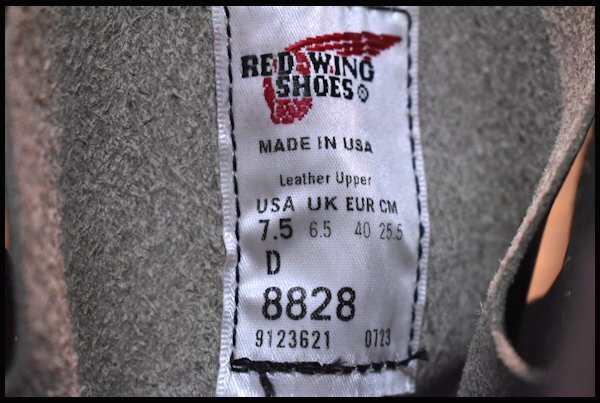 RED WING
SHOES®
MADE IN USA
Leather Upper
USA UK EUR CM
7.5 6.5 40 25.5
D
8828
9123621 0723